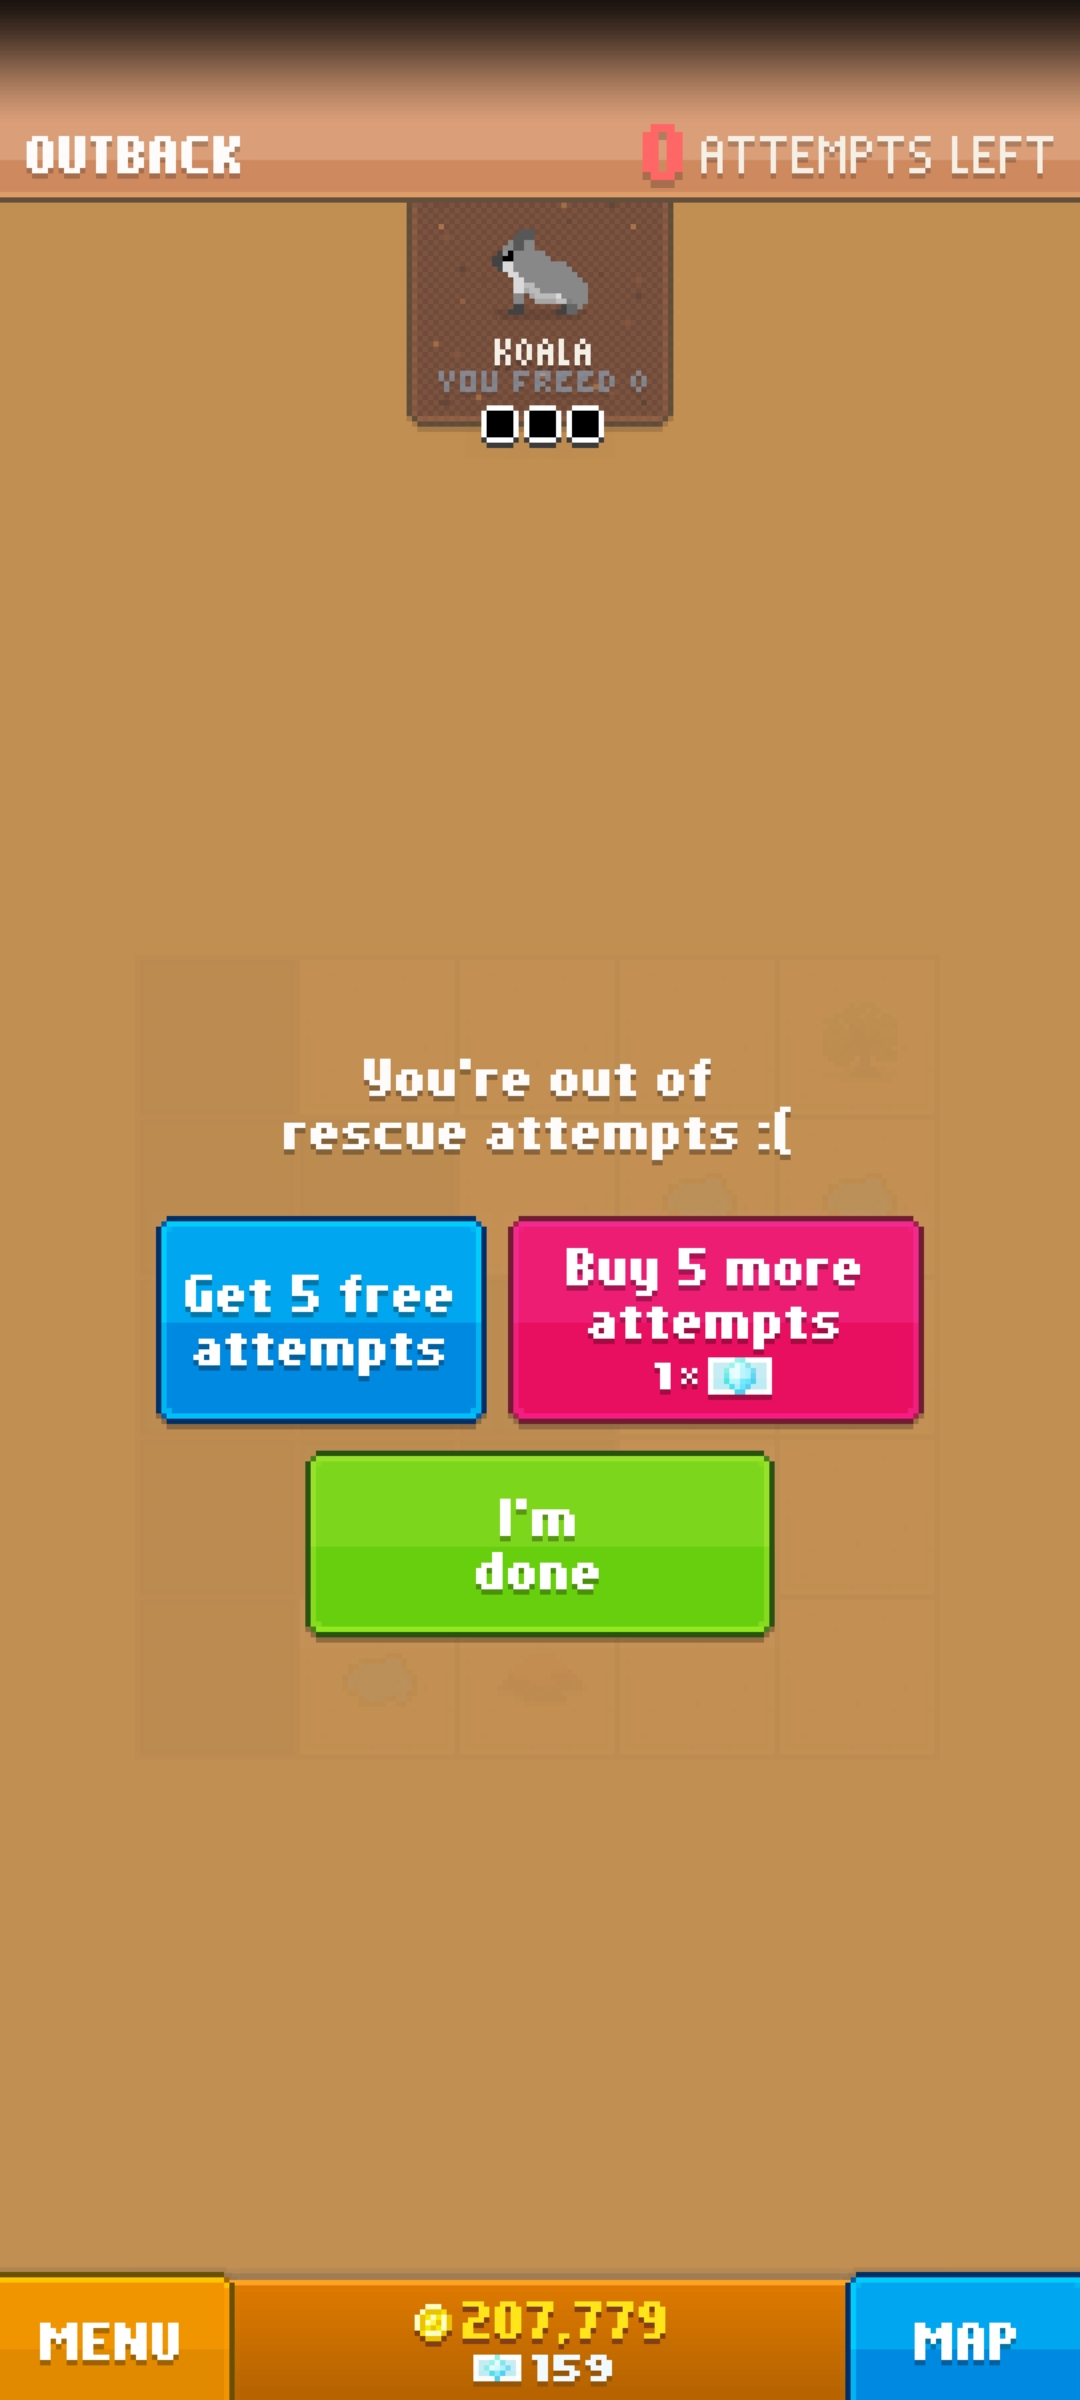 OUTBACK
0 ATTEMPTS LEFT
KOALA
YOU FREED 0
You're out of
rescue attempts :(
Get 5 free
attempts
Buy 5 more
attempts
1×
I'm
done
MENU
207,779
159
MAP